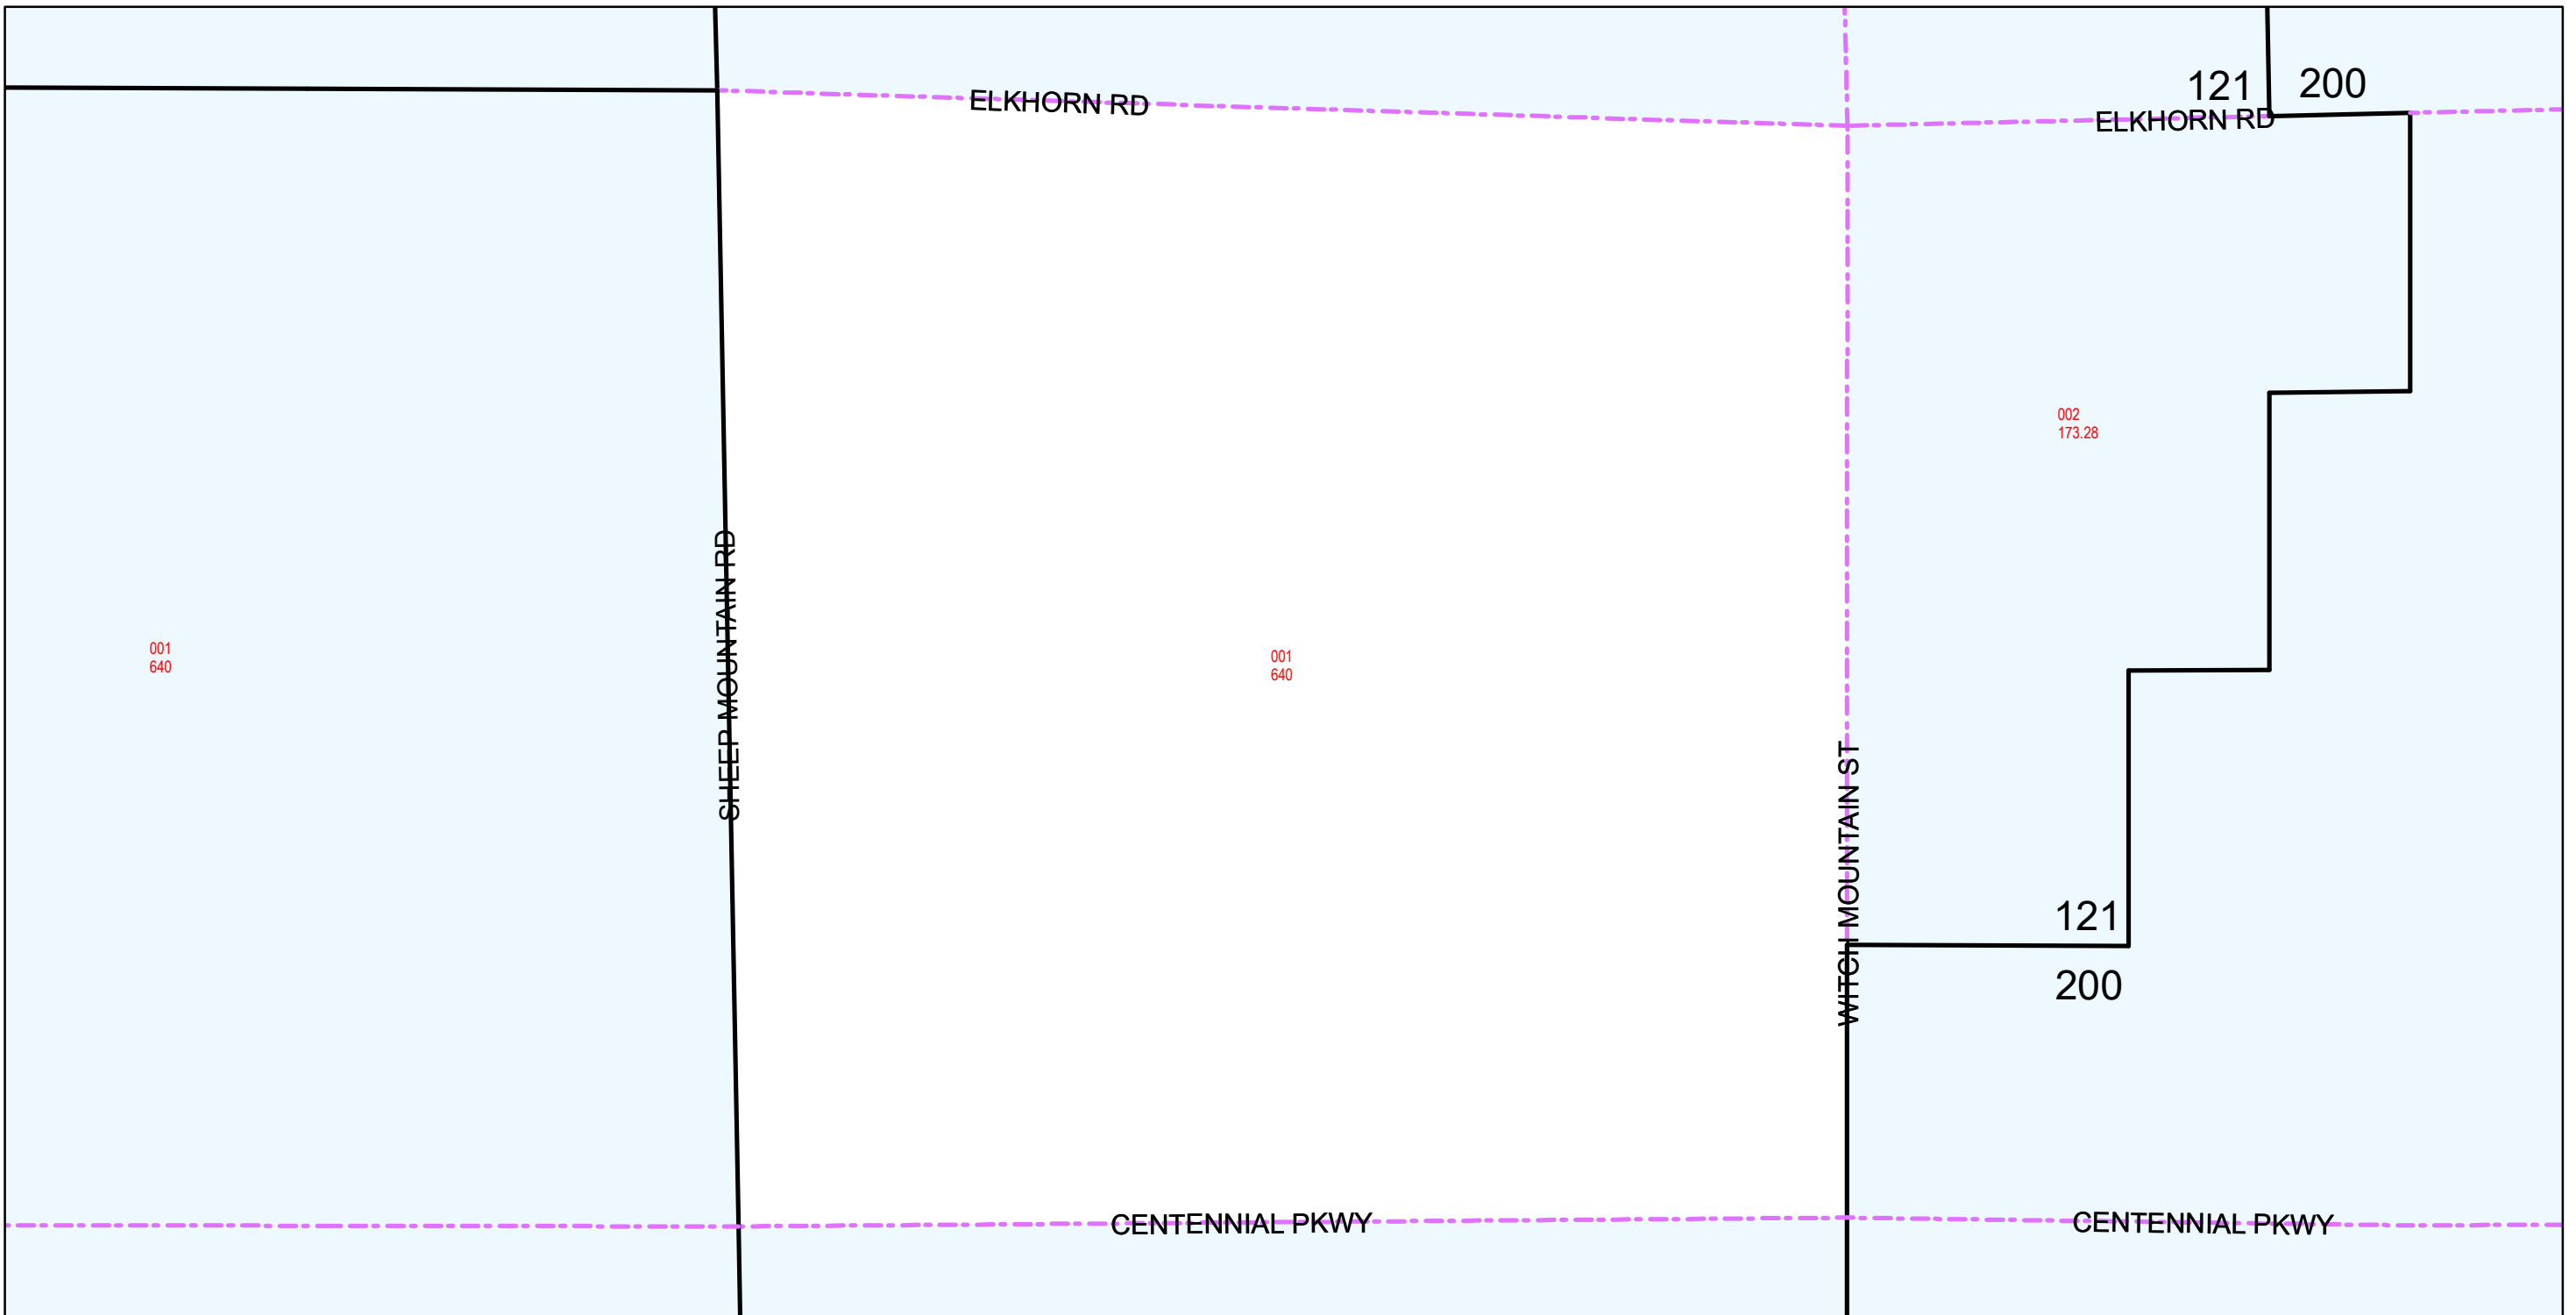 121
200
ELKHORN RD
ELKHORN RD
002
173.28
SHEEP MOUNTAIN RD
001
640
001
640
WITCH MOUNTAIN ST
121
200
CENTENNIAL PKWY
CENTENNIAL PKWY